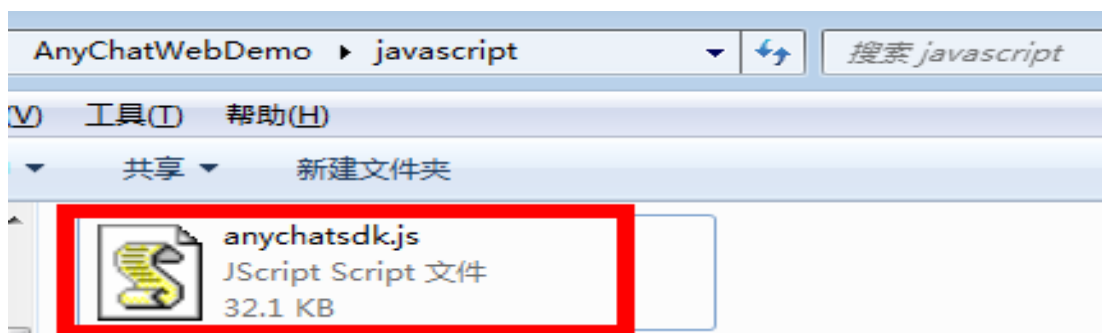 AnyChatWebDemo javascript 搜索 javascript
(V) 工具(T) 帮助(H)
共享 新建文件夹
anychatsdk.js
JScript Script 文件
32.1 KB